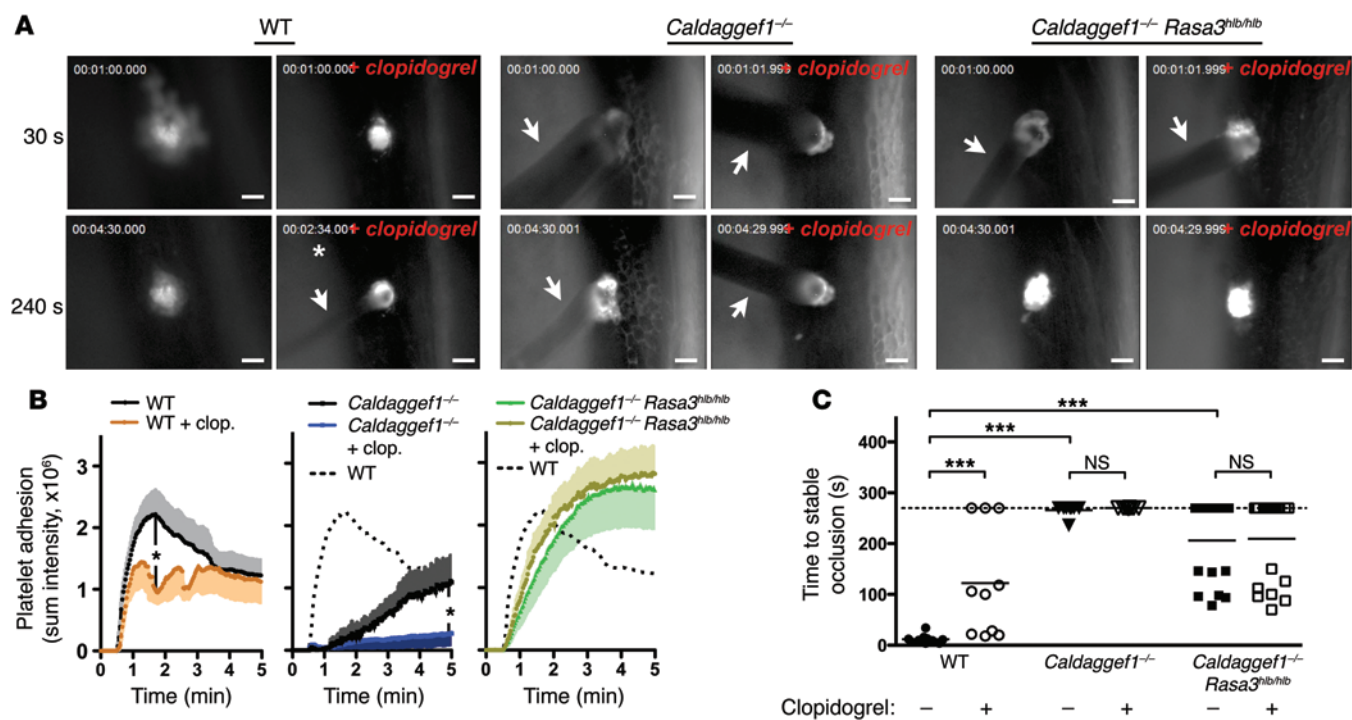 A
WT
Caldaggef1–/–
Caldaggef1–/– Rasa3hlb/hlb
30 s
00:01:00.000
00:01:00.000 + clopidogrel
00:01:00.000
00:01:01.999 + clopidogrel
00:01:00.000
00:01:01.999 + clopidogrel
240 s
00:04:30.000
00:02:34.001 + clopidogrel
*
00:04:30.001
00:04:29.999 + clopidogrel
00:04:30.001
00:04:29.999 + clopidogrel
B
WT
WT + clop.
Caldaggef1–/–
Caldaggef1–/–
+ clop.
WT
Caldaggef1–/– Rasa3hlb/hlb
Caldaggef1–/– Rasa3hlb/hlb
+ clop.
WT
Platelet adhesion
(sum intensity, x10⁶)
3
2
1
0
*
0 1 2 3 4 5
Time (min)
*
0 1 2 3 4 5
Time (min)
0 1 2 3 4 5
Time (min)
C
Time to stable
occlusion (s)
400
300
200
100
0
***
***
***
NS
NS
WT
Caldaggef1–/–
Caldaggef1–/–
Rasa3hlb/hlb
Clopidogrel: – + – + – +